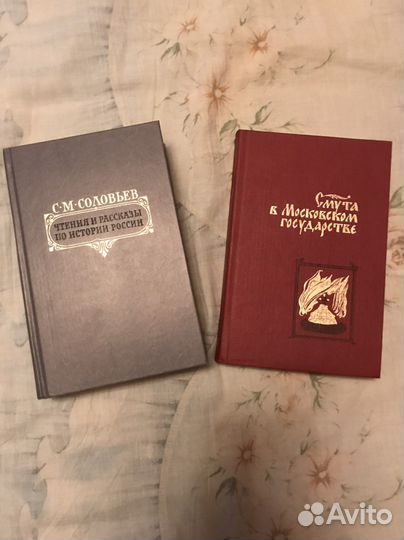 С·М·СОЛОВЬЕВ
ЧТЕНИЯ И РАССКАЗЫ
ПО ИСТОРИИ РОССИИ
Смута
в Московском
государстве
Avito